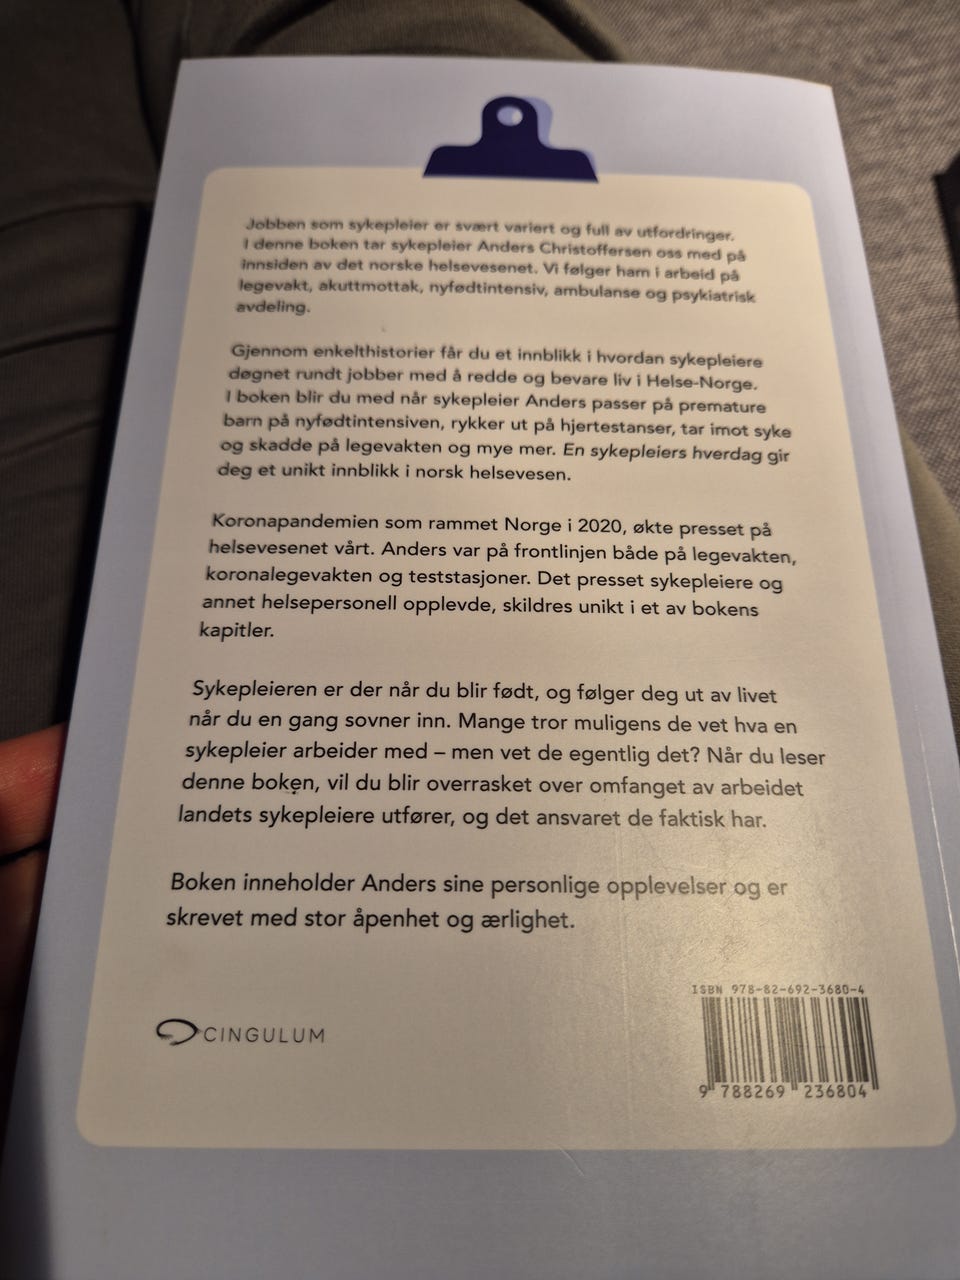 Jobben som sykepleier er svært variert og full av utfordringer.
I denne boken tar sykepleier Anders Christoffersen oss med på
innsiden av det norske helsevesenet. Vi følger ham i arbeid på
legevakt, akuttmottak, nyfødtintensiv, ambulanse og psykiatrisk
avdeling.
Gjennom enkelthistorier får du et innblikk i hvordan sykepleiere
døgnet rundt jobber med å redde og bevare liv i Helse-Norge.
I boken blir du med når sykepleier Anders passer på premature
barn på nyfødtintensiven, rykker ut på hjertestanser, tar imot syke
og skadde på legevakten og mye mer. En sykepleiers hverdag gir
deg et unikt innblikk i norsk helsevesen.
Koronapandemien som rammet Norge i 2020, økte presset på
helsevesenet vårt. Anders var på frontlinjen både på legevakten,
koronalegevakten og teststasjoner. Det presset sykepleiere og
annet helsepersonell opplevde, skildres unikt i et av bokens
kapitler.
Sykepleieren er der når du blir født, og følger deg ut av livet
når du en gang sovner inn. Mange tror muligens de vet hva en
sykepleier arbeider med – men vet de egentlig det? Når du leser
denne boken, vil du blir overrasket over omfanget av arbeidet
landets sykepleiere utfører, og det ansvaret de faktisk har.
Boken inneholder Anders sine personlige opplevelser og er
skrevet med stor åpenhet og ærlighet.
ISBN 978-82-692-3680-4
CINGULUM
9 788269 236804